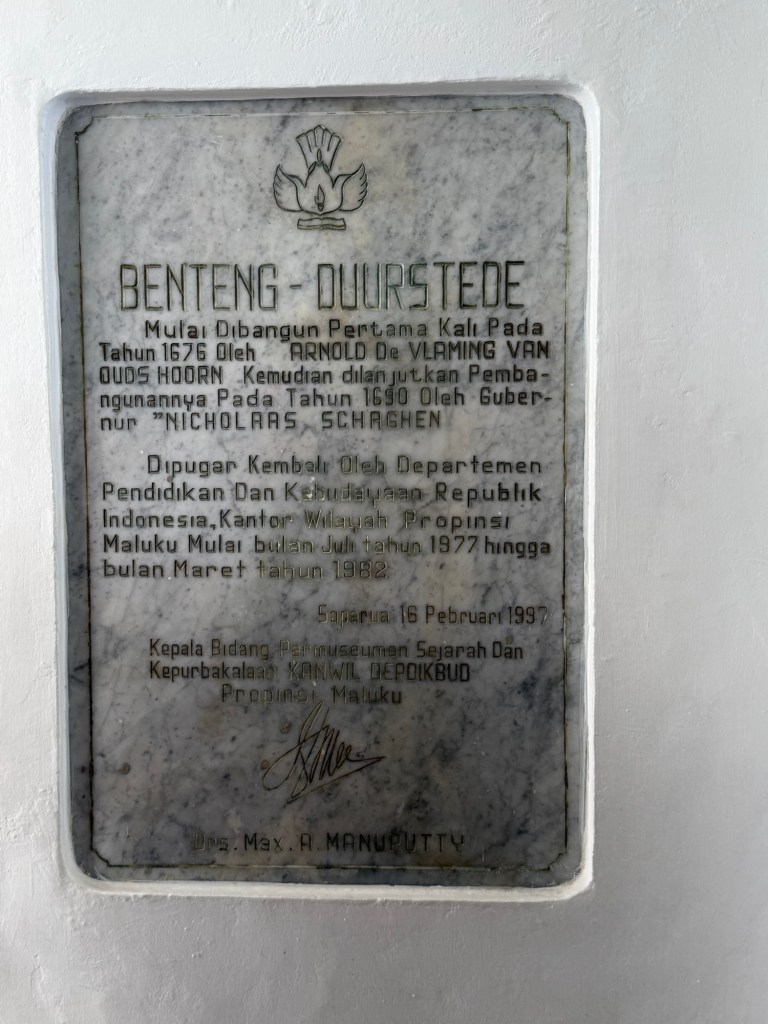 BENTENG - DUURSTEDE
Mulai Dibangun Pertama Kali Pada
Tahun 1676 Oleh ARNOLD De VLAMING VAN
OUDS HOORN Kemudian dilanjutkan Pemba-
ngunannya Pada Tahun 1690 Oleh Guber-
nur "NICHOLAAS SCHAGHEN
Dipugar Kembali Oleh Departemen
Pendidikan Dan Kebudayaan Republik
Indonesia, Kantor Wilayah Propinsi
Maluku Mulai bulan Juli tahun 1977 hingga
bulan Maret tahun 1982
Saparua 16 Pebruari 1997
Kepala Bidang Permuseuman Sejarah Dan
Kepurbakalaan KANWIL DEPDIKBUD
Propinsi Maluku
Drs. Max. A. MANUPUTTY